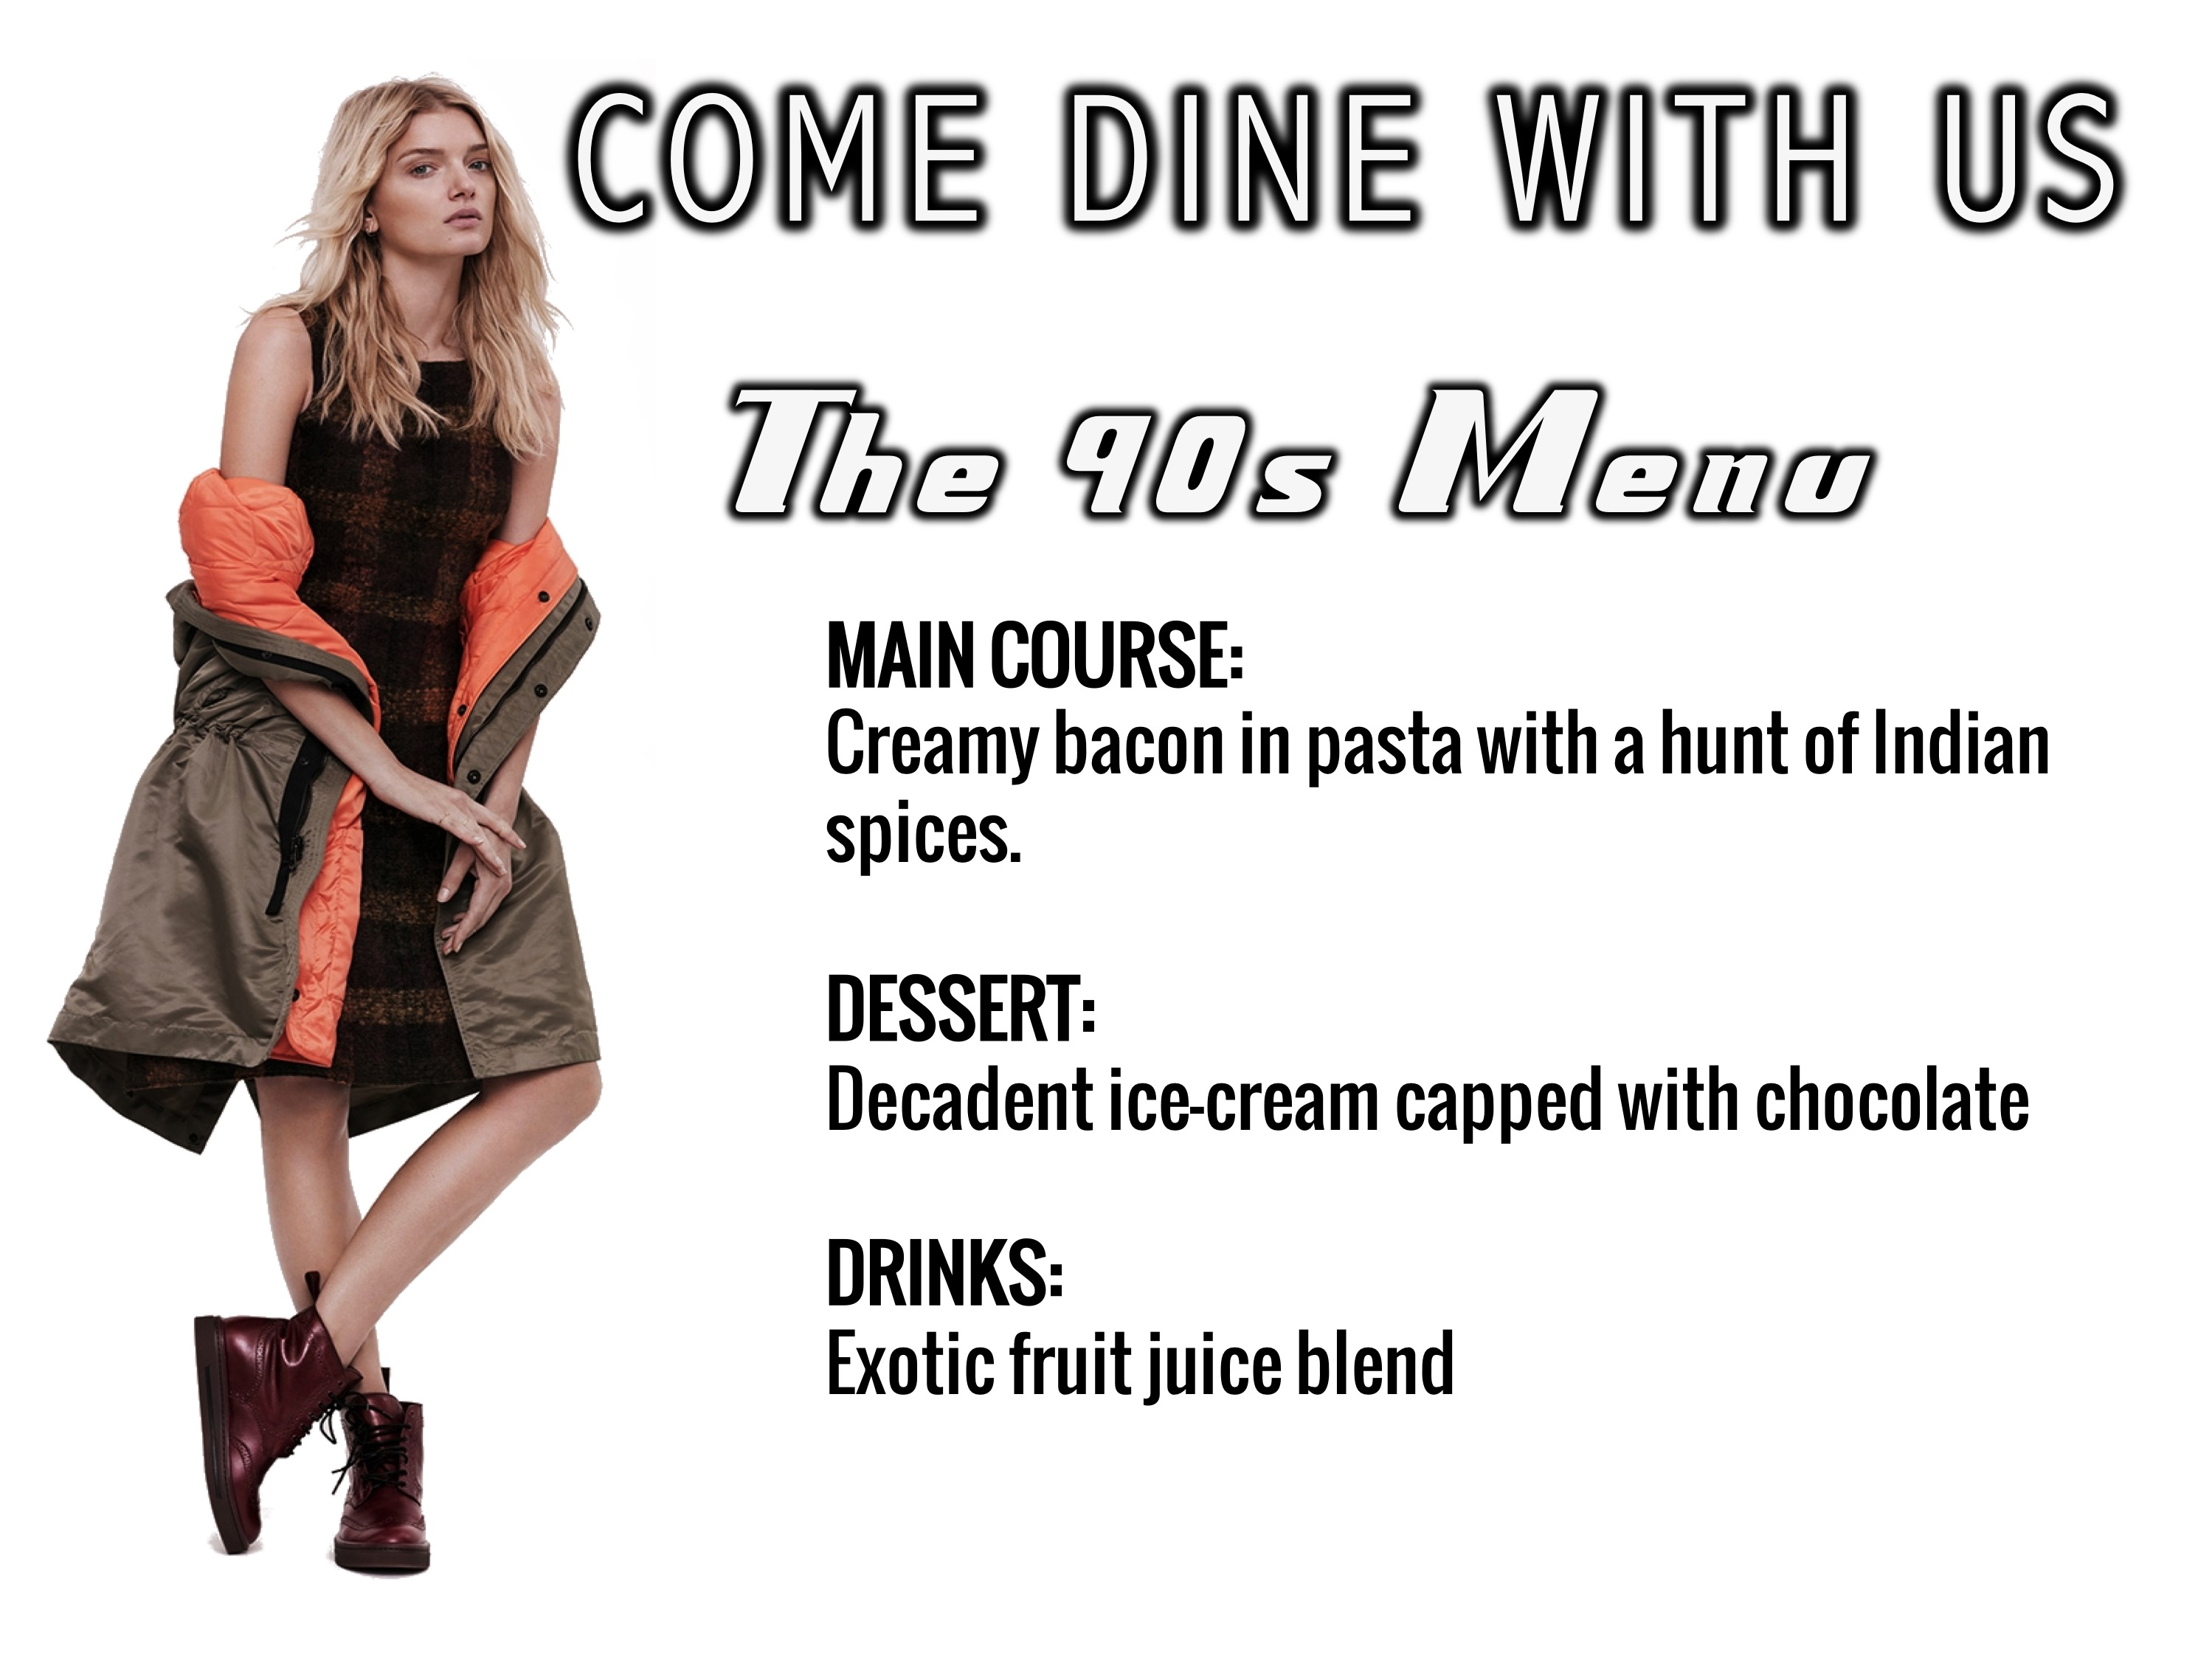 COME DINE WITH US
The 90s Menu
MAIN COURSE:
Creamy bacon in pasta with a hunt of Indian
spices.
DESSERT:
Decadent ice-cream capped with chocolate
DRINKS:
Exotic fruit juice blend